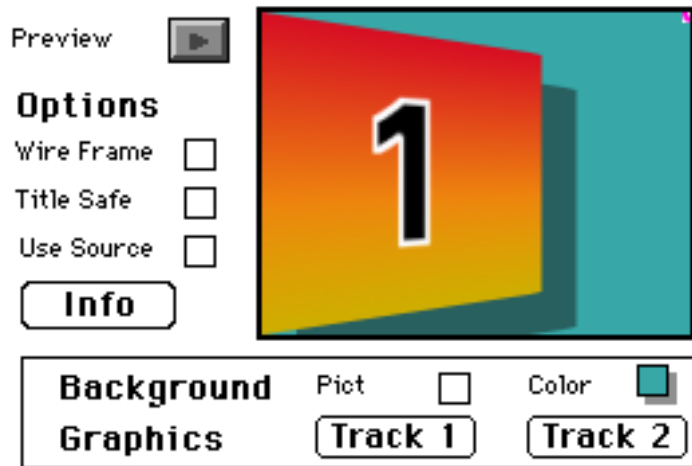 Preview
Options
Wire Frame
Title Safe
Use Source
Info
1
Background Pict Color
Graphics Track 1 Track 2